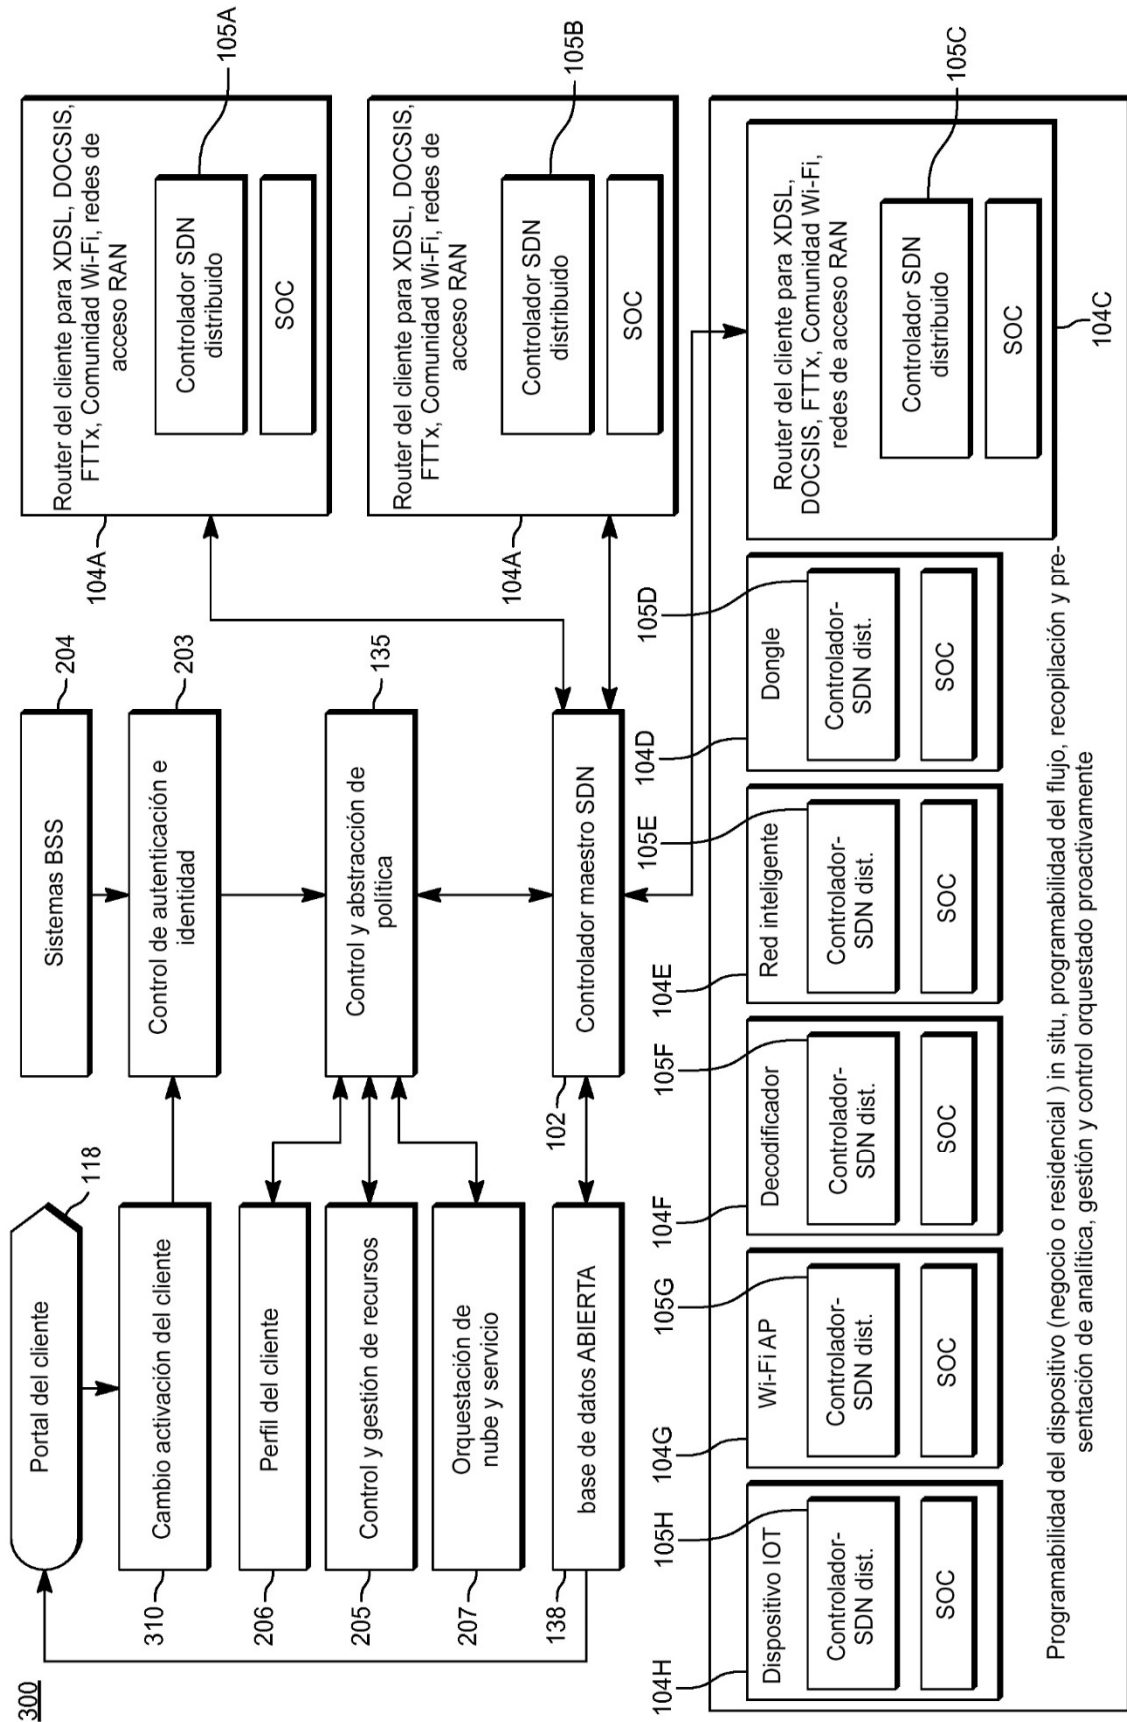 300
Portal del cliente
118
Cambio activación del cliente
310
Perfil del cliente
206
Control y gestión de recursos
205
Orquestación de
nube y servicio
207
base de datos ABIERTA
138
Sistemas BSS
204
Control de autenticación e
identidad
203
Control y abstracción de
política
135
Controlador maestro SDN
102
Router del cliente para XDSL, DOCSIS,
FTTx, Comunidad Wi-Fi, redes de
acceso RAN
Controlador SDN
distribuido
SOC
104A
105A
Router del cliente para XDSL, DOCSIS,
FTTx, Comunidad Wi-Fi, redes de
acceso RAN
Controlador SDN
distribuido
SOC
104A
105B
Dispositivo IOT
Controlador-
SDN dist.
SOC
104H
105H
Wi-Fi AP
Controlador-
SDN dist.
SOC
104G
105G
Decodificador
Controlador-
SDN dist.
SOC
104F
105F
Red inteligente
Controlador-
SDN dist.
SOC
104E
105E
Dongle
Controlador-
SDN dist.
SOC
104D
105D
Router del cliente para XDSL,
DOCSIS, FTTx, Comunidad Wi-Fi,
redes de acceso RAN
Controlador SDN
distribuido
SOC
104C
105C
Programabilidad del dispositivo (negocio o residencial ) in situ, programabilidad del flujo, recopilación y pre-
sentación de analítica, gestión y control orquestado proactivamente